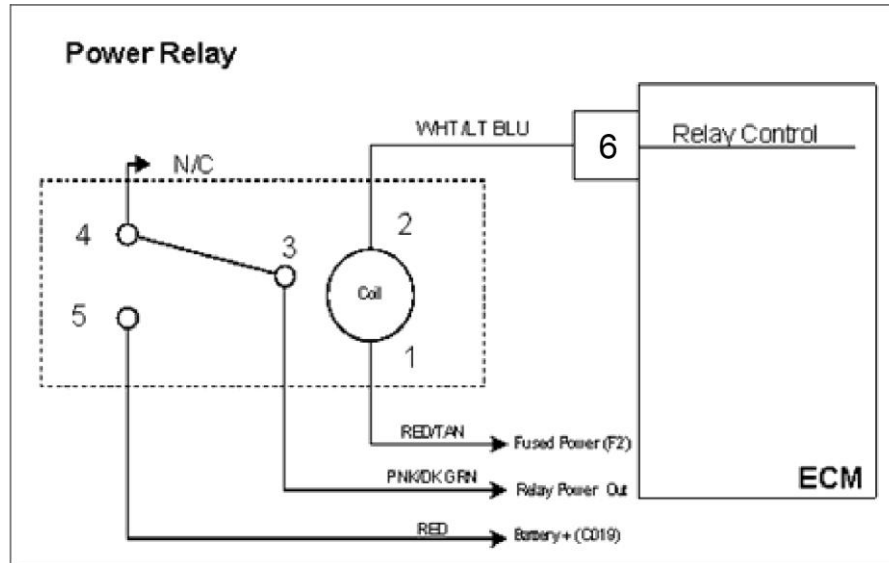 Power Relay
WHT/LT BLU
6
Relay Control
N/C
4
3
2
5
Coil
1
RED/TAN
Fused Power (F2)
PNK/DK GRN
Relay Power Out
ECM
RED
Battery + (C019)